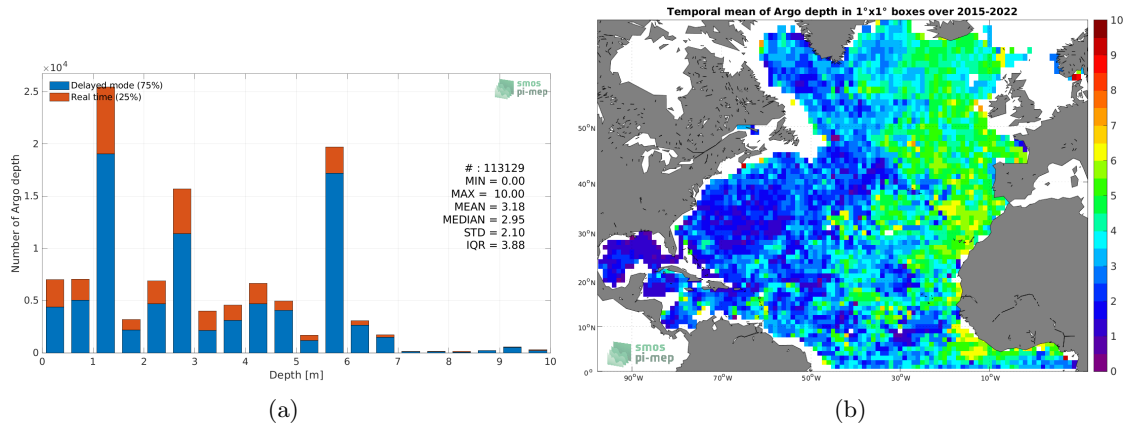 ×10⁴
Delayed mode (75%)
Real time (25%)
smos
pi-mep
# : 113129
MIN = 0.00
MAX = 10.00
MEAN = 3.18
MEDIAN = 2.95
STD = 2.10
IQR = 3.88
Number of Argo depth
2.5
2
1.5
1
0.5
0
0 1 2 3 4 5 6 7 8 9 10
Depth [m]
(a)
Temporal mean of Argo depth in 1°x1° boxes over 2015-2022
50°N
40°N
30°N
20°N
10°N
0°
90°W 70°W 50°W 30°W 10°W
smos
pi-mep
10
9
8
7
6
5
4
3
2
1
0
(b)